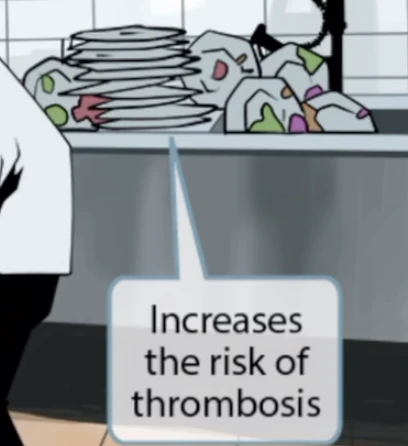 Increases
the risk of
thrombosis